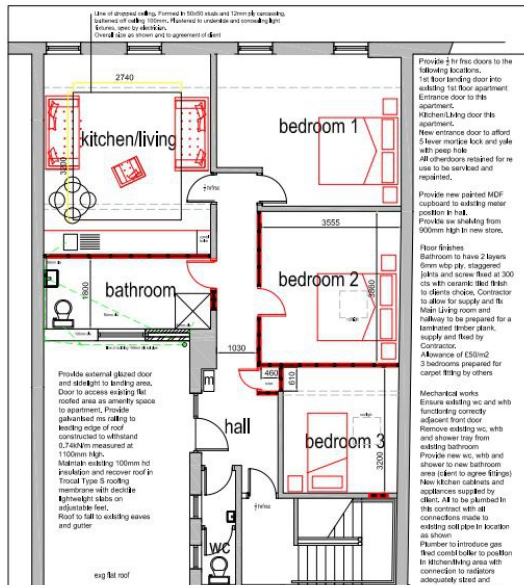 Line of dropped ceiling. Formed in 50x50 studs and 12mm ply carcassing,
battened off ceiling 100mm. Plastered to underside and concealing light
fixtures, spec by electrician.
Overall size as shown and to agreement of client
2740
kitchen/living
3200
bedroom 1
bedroom 2
3555
bathroom
1800
1030
460
610
m
hall
bedroom 3
3200
WC
Provide external glazed door
and sidelight to landing area.
Door to access existing flat
roofed area as amenity space
to apartment. Provide
galvanised ms railing to
leading edge of roof
constructed to withstand
0.74kN/m measured at
1100mm high.
Maintain existing 100mm hd
insulation and recover roof in
Trocal Type S roofing
membrane with decktile
lightweight slabs on
adjustable feet.
Roof to fall to existing eaves
and gutter
exg flat roof
Provide ½ hr frsc doors to the
following locations.
1st floor landing door into
existing 1st floor apartment
Entrance door to this
apartment.
Kitchen/Living door this
apartment.
New entrance door to afford
5 lever mortice lock and yale
with peep hole
All otherdoors retained for re
use to be serviced and
repainted.
Provide new painted MDF
cupboard to existing meter
position in hall.
Provide sw shelving from
900mm high in new store.
Floor finishes
Bathroom to have 2 layers
6mm wbp ply, staggered
joints and screw fixed at 300
cts with ceramic tiled finish
to clients choice. Contractor
to allow for supply and fix
Main Living room and
hallway to be prepared for a
laminated timber plank,
supply and fixed by
Contractor.
Allowance of £50/m2
3 bedrooms prepared for
carpet fitting by others
Mechanical works
Ensure existing wc and whb
functioning correctly
adjacent front door
Remove existing wc, whb
and shower tray from
existing bathroom
Provide new wc, whb and
shower to new bathroom
area (client to agree fittings)
New kitchen cabinets and
appliances supplied by
client. All to be plumbed in
this contract with all
connections made to
existing soil pipe in location
as shown
Plumber to introduce gas
fired combi boiler to position
in kitchen/living area with
connection to radiators
adequately sized and